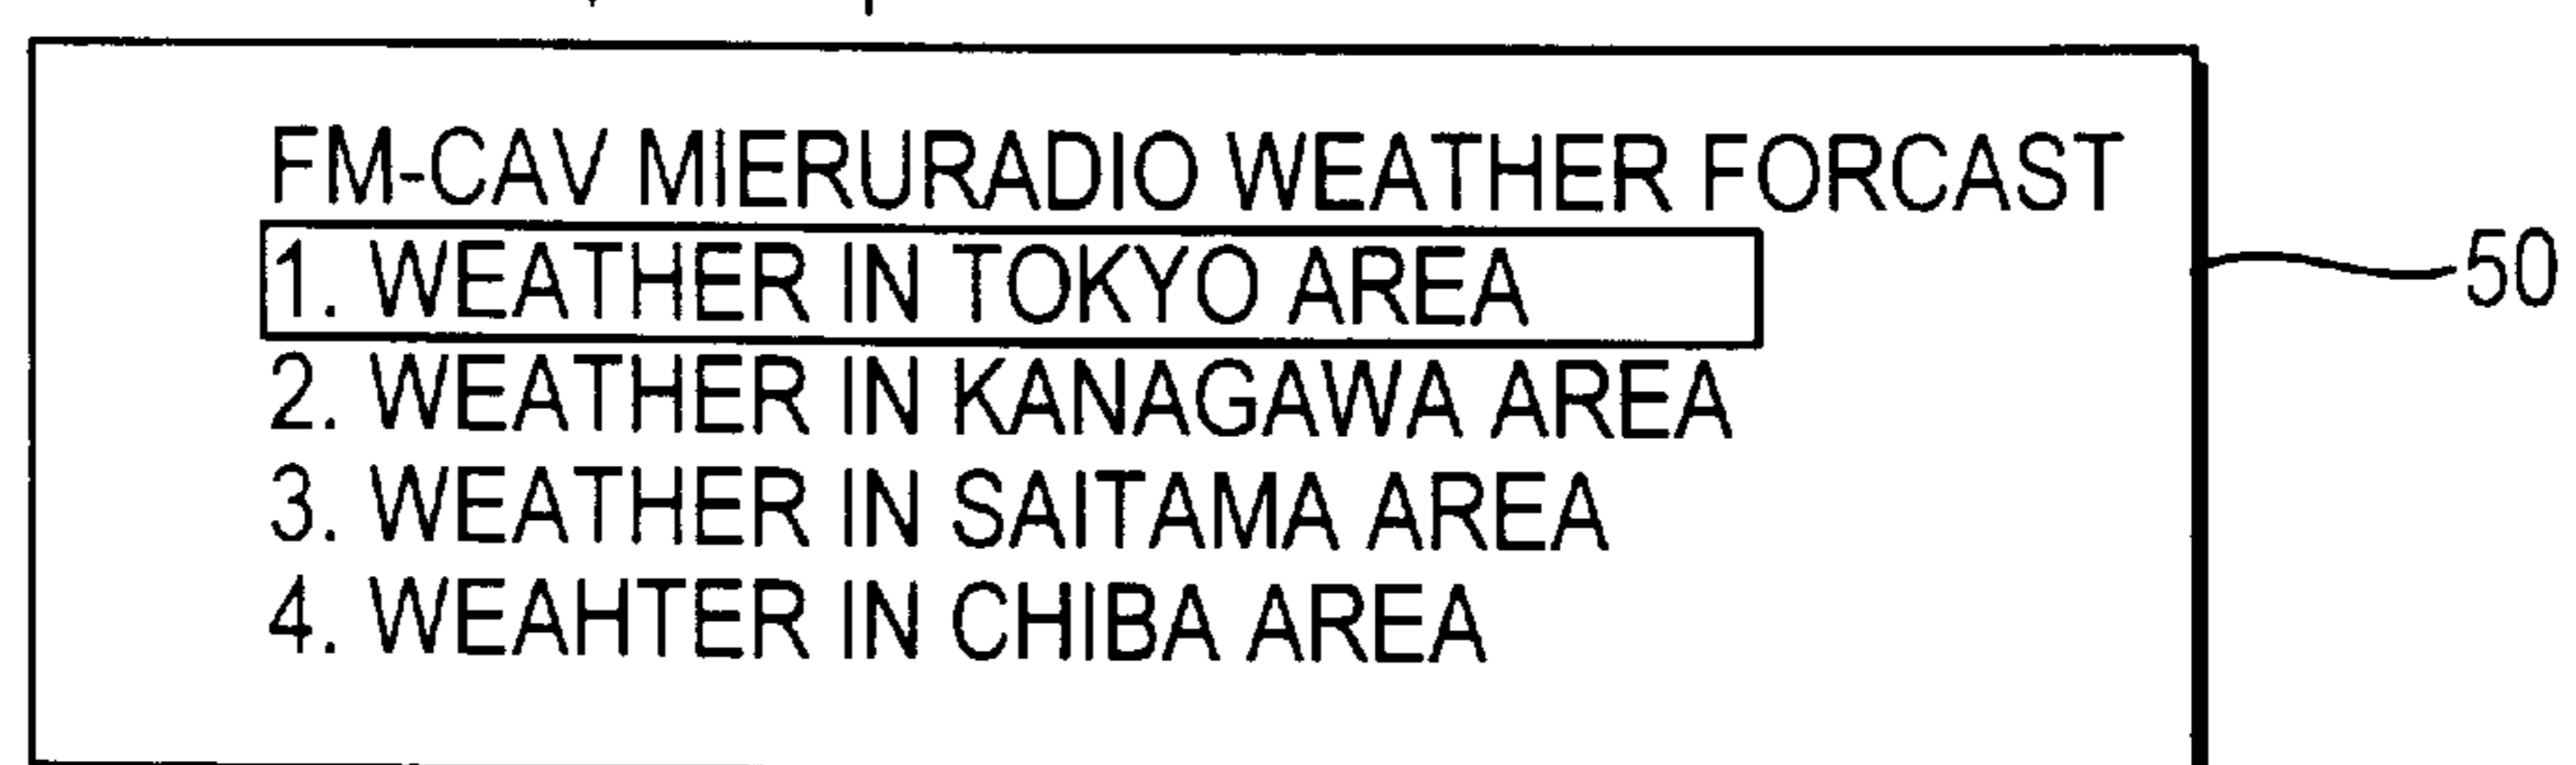 FM-CAV MIERURADIO WEATHER FORCAST
1. WEATHER IN TOKYO AREA
50
2. WEATHER IN KANAGAWA AREA
3. WEATHER IN SAITAMA AREA
4. WEAHTER IN CHIBA AREA